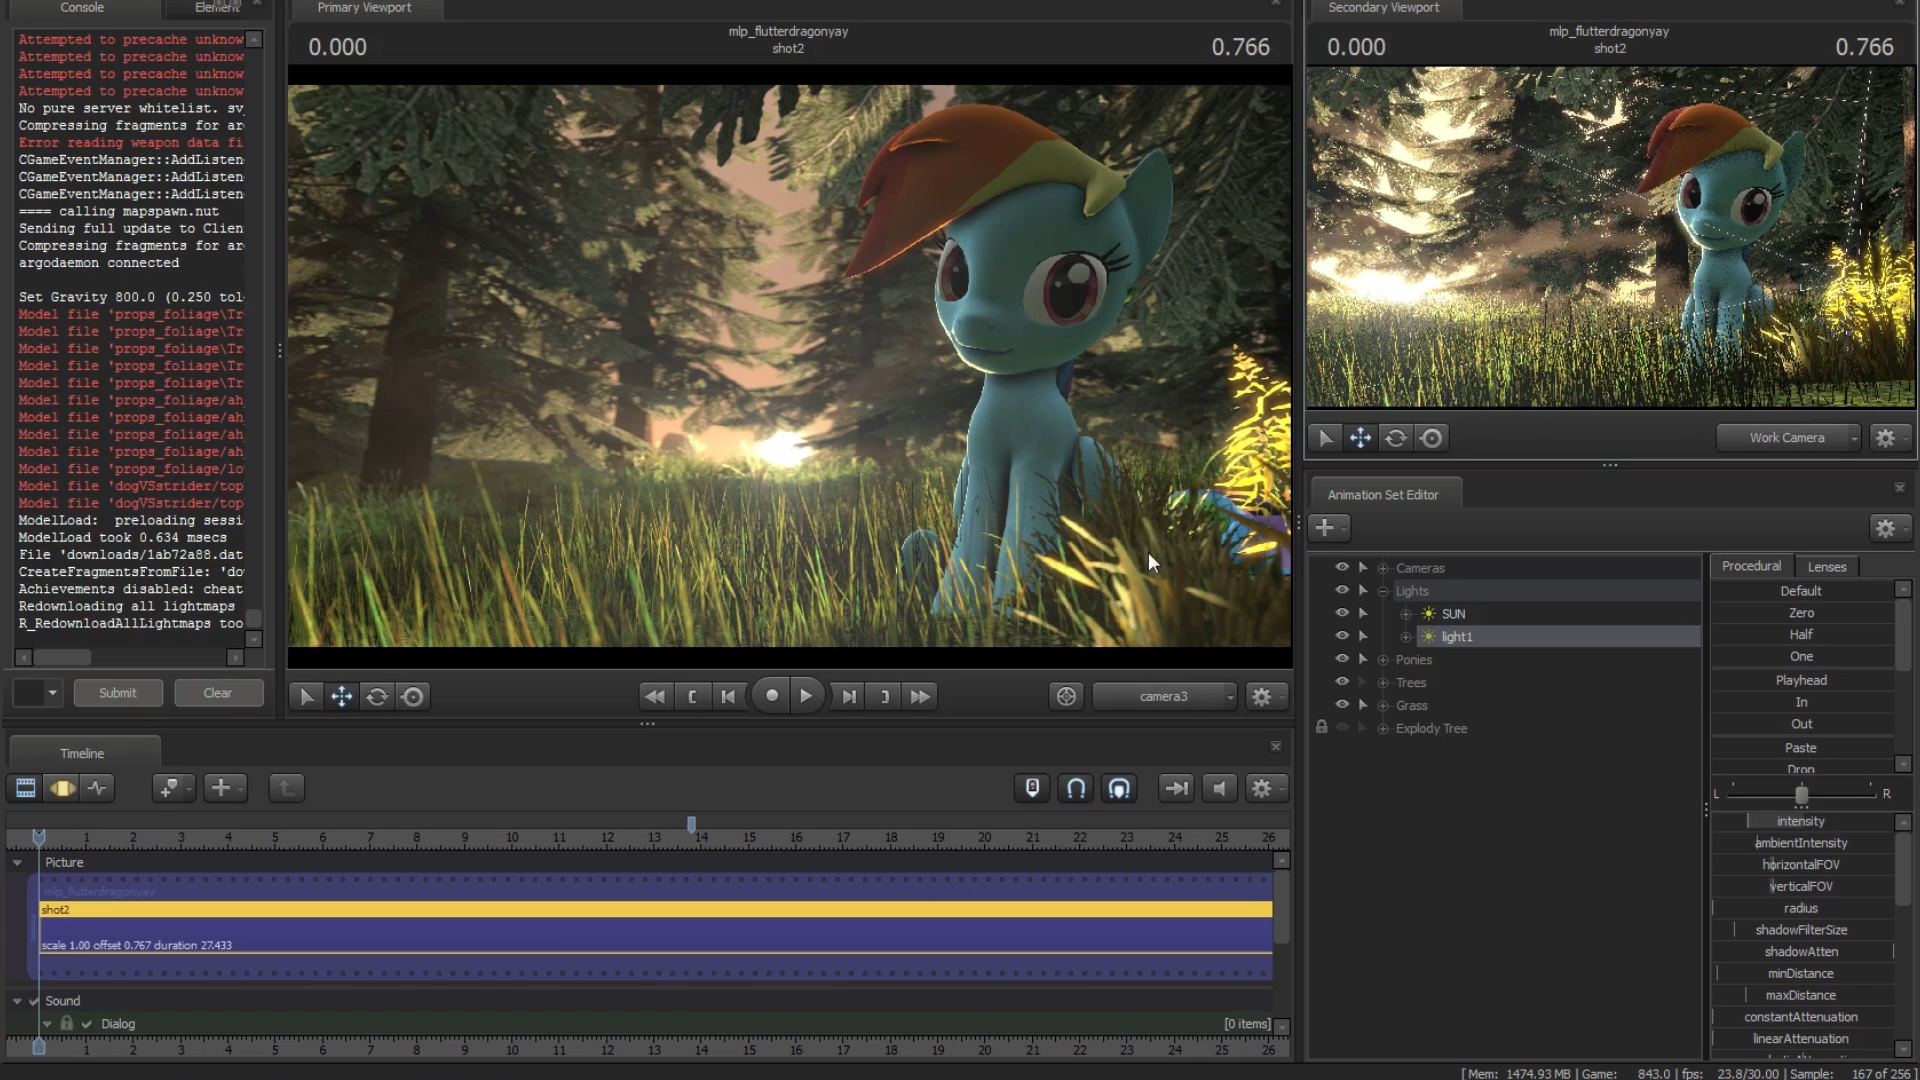 Console
Element
Attempted to precache unknow
Attempted to precache unknow
Attempted to precache unknow
Attempted to precache unknow
No pure server whitelist. sv_
Compressing fragments for ar
Error reading weapon data fi
CGameEventManager::AddListen
CGameEventManager::AddListen
CGameEventManager::AddListen
==== calling mapspawn.nut
Sending full update to Clien
Compressing fragments for ar
argodaemon connected
Set Gravity 800.0 (0.250 tol
Model file 'props_foliage\Tr
Model file 'props_foliage\Tr
Model file 'props_foliage\Tr
Model file 'props_foliage\Tr
Model file 'props_foliage\Tr
Model file 'props_foliage/ah
Model file 'props_foliage/ah
Model file 'props_foliage/ah
Model file 'props_foliage/ah
Model file 'props_foliage/lo
Model file 'dogVSstrider/top
Model file 'dogVSstrider/top
ModelLoad:  preloading sessi
ModelLoad took 0.634 msecs
File 'downloads/1ab72a88.dat
CreateFragmentsFromFile: 'do
Achievements disabled: cheat
Redownloading all lightmaps
R_RedownloadAllLightmaps too
Submit
Clear
Primary Viewport
0.000
mlp_flutterdragonyay
shot2
0.766
camera3
Secondary Viewport
0.000
mlp_flutterdragonyay
shot2
0.766
Work Camera
Animation Set Editor
Cameras
Lights
SUN
light1
Ponies
Trees
Grass
Explody Tree
Procedural
Lenses
Default
Zero
Half
One
Playhead
In
Out
Paste
Drop
L
R
intensity
ambientIntensity
horizontalFOV
verticalFOV
radius
shadowFilterSize
shadowAtten
minDistance
maxDistance
constantAttenuation
linearAttenuation
Timeline
1 2 3 4 5 6 7 8 9 10 11 12 13 14 15 16 17 18 19 20 21 22 23 24 25 26
Picture
mlp_flutterdragonyay
shot2
scale 1.00 offset 0.767 duration 27.433
Sound
Dialog
[0 items]
1 2 3 4 5 6 7 8 9 10 11 12 13 14 15 16 17 18 19 20 21 22 23 24 25 26
[ Mem: 1474.93 MB | Game: 843.0 | fps: 23.8/30.00 | Sample: 167 of 256 ]